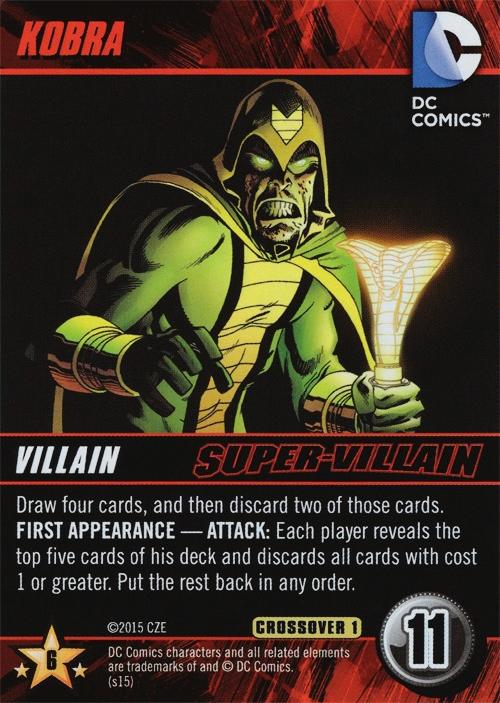 KOBRA
DC
COMICS™
VILLAIN
SUPER-VILLAIN
Draw four cards, and then discard two of those cards.
FIRST APPEARANCE — ATTACK: Each player reveals the
top five cards of his deck and discards all cards with cost
1 or greater. Put the rest back in any order.
©2015 CZE
CROSSOVER 1
6
DC Comics characters and all related elements
are trademarks of and © DC Comics.
(s15)
11